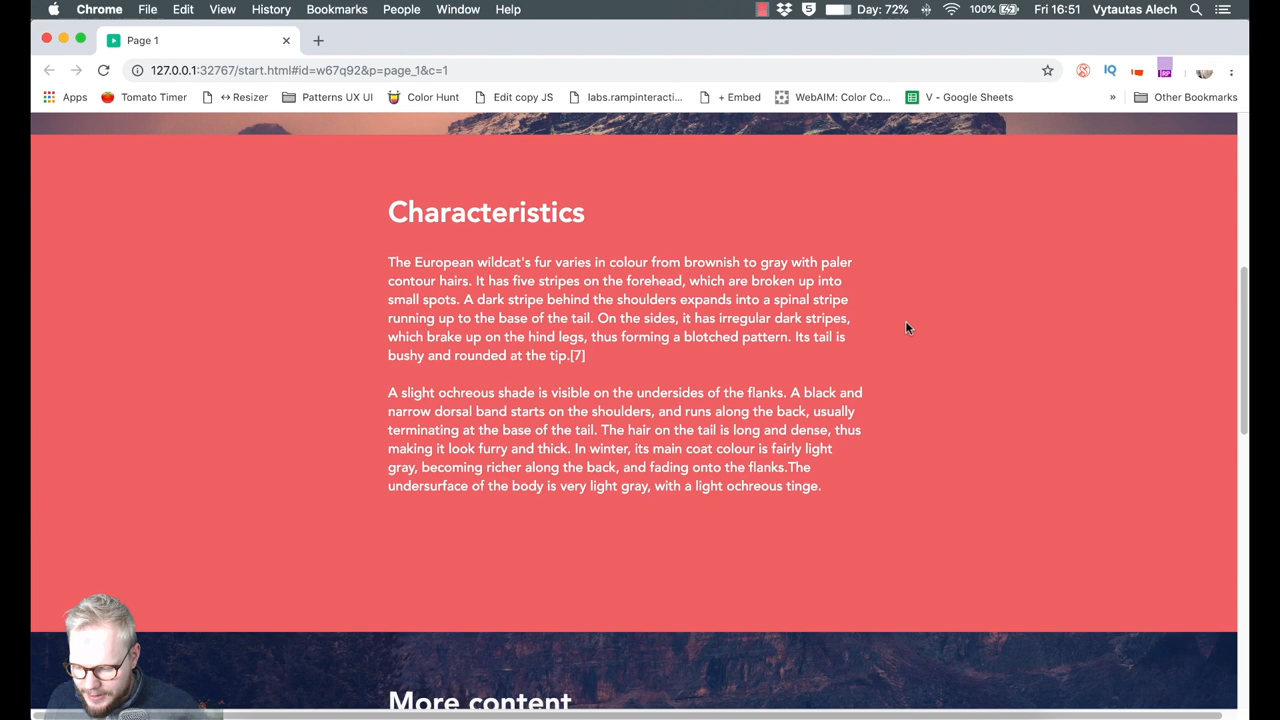 Chrome File Edit View History Bookmarks People Window Help Day: 72% 100% Fri 16:51 Vytautas Alech
Page 1
127.0.0.1:32767/start.html#id=w67q92&p=page_1&c=1 IQ IRP
Apps Tomato Timer ↔Resizer Patterns UX UI Color Hunt Edit copy JS labs.rampinteracti... + Embed WebAIM: Color Co... V - Google Sheets » Other Bookmarks
Characteristics
The European wildcat's fur varies in colour from brownish to gray with paler
contour hairs. It has five stripes on the forehead, which are broken up into
small spots. A dark stripe behind the shoulders expands into a spinal stripe
running up to the base of the tail. On the sides, it has irregular dark stripes,
which brake up on the hind legs, thus forming a blotched pattern. Its tail is
bushy and rounded at the tip.[7]
A slight ochreous shade is visible on the undersides of the flanks. A black and
narrow dorsal band starts on the shoulders, and runs along the back, usually
terminating at the base of the tail. The hair on the tail is long and dense, thus
making it look furry and thick. In winter, its main coat colour is fairly light
gray, becoming richer along the back, and fading onto the flanks.The
undersurface of the body is very light gray, with a light ochreous tinge.
More content